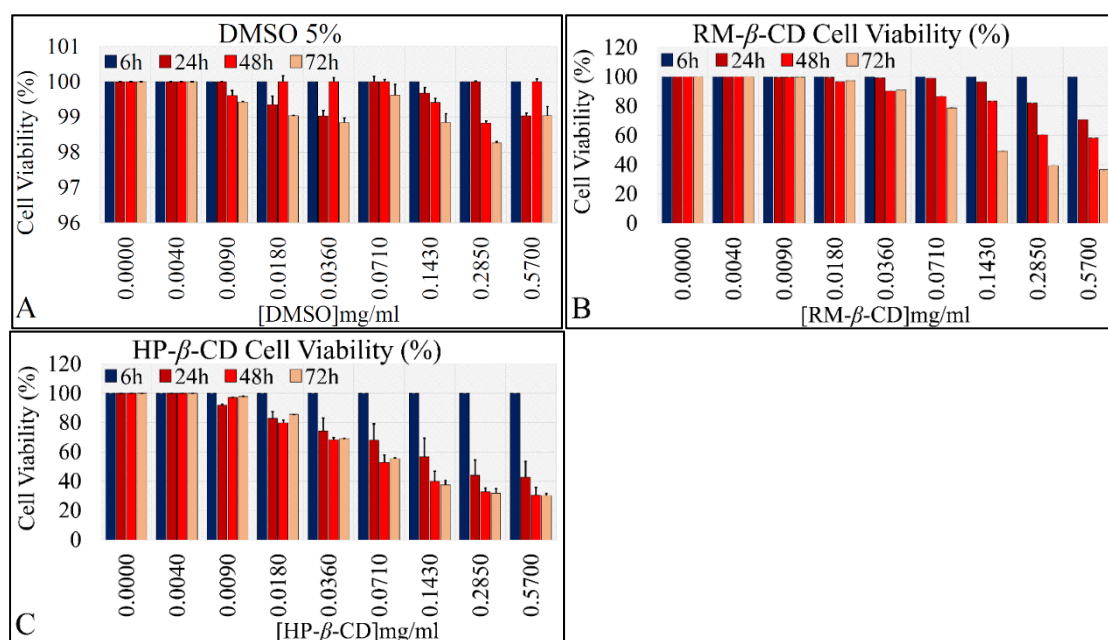 DMSO 5%
6h 24h 48h 72h
Cell Viability (%)
101
100
99
98
97
96
0.0000 0.0040 0.0090 0.0180 0.0360 0.0710 0.1430 0.2850 0.5700
[DMSO]mg/ml
A
RM-β-CD Cell Viability (%)
6h 24h 48h 72h
Cell Viability (%)
120
100
80
60
40
20
0
0.0000 0.0040 0.0090 0.0180 0.0360 0.0710 0.1430 0.2850 0.5700
[RM-β-CD]mg/ml
B
HP-β-CD Cell Viability (%)
6h 24h 48h 72h
Cell Viability (%)
120
100
80
60
40
20
0
0.0000 0.0040 0.0090 0.0180 0.0360 0.0710 0.1430 0.2850 0.5700
[HP-β-CD]mg/ml
C